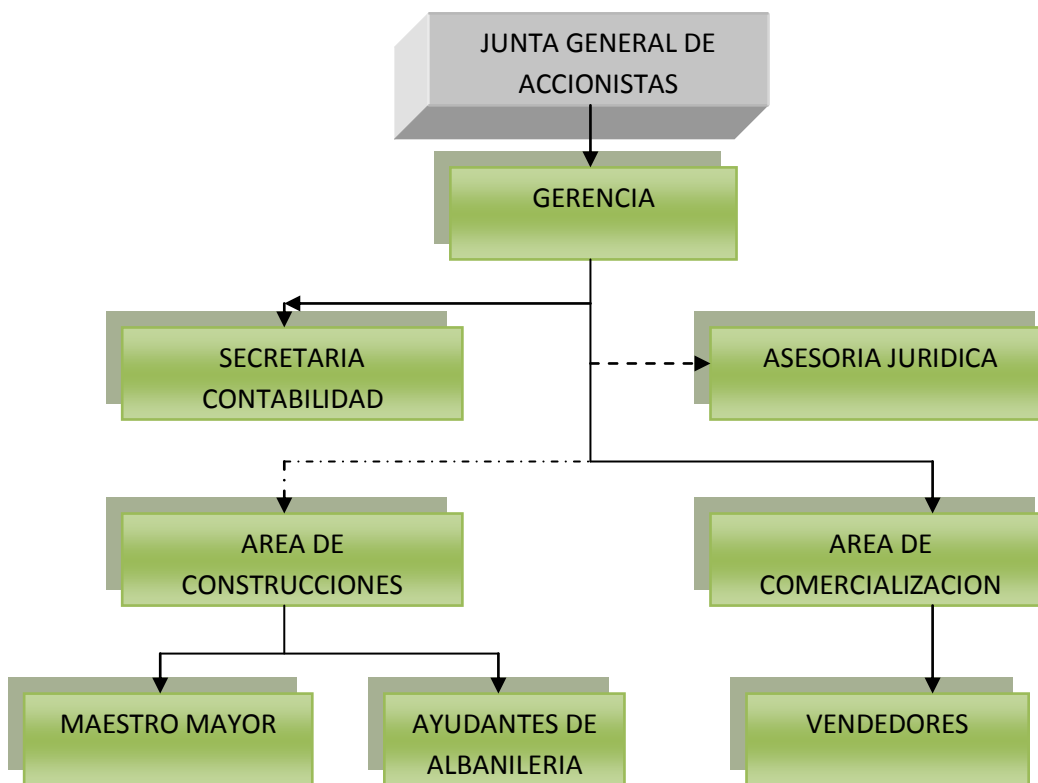 JUNTA GENERAL DE
ACCIONISTAS
GERENCIA
SECRETARIA
CONTABILIDAD
ASESORIA JURIDICA
AREA DE
CONSTRUCCIONES
AREA DE
COMERCIALIZACION
MAESTRO MAYOR
AYUDANTES DE
ALBANILERIA
VENDEDORES